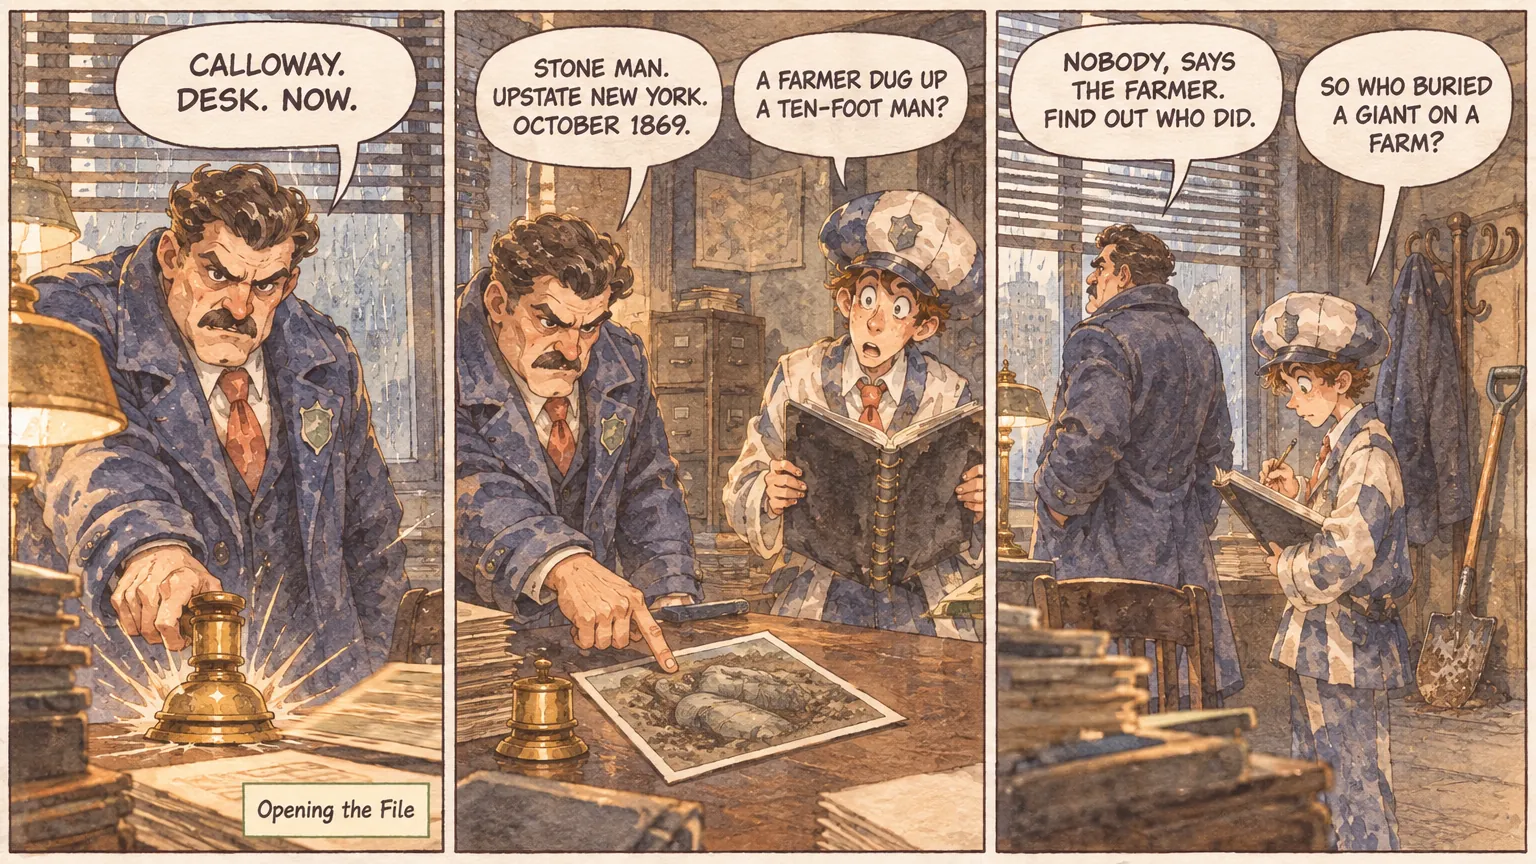 CALLOWAY.
DESK. NOW.
Opening the File
STONE MAN.
UPSTATE NEW YORK.
OCTOBER 1869.
A FARMER DUG UP
A TEN-FOOT MAN?
NOBODY, SAYS
THE FARMER.
FIND OUT WHO DID.
SO WHO BURIED
A GIANT ON A
FARM?